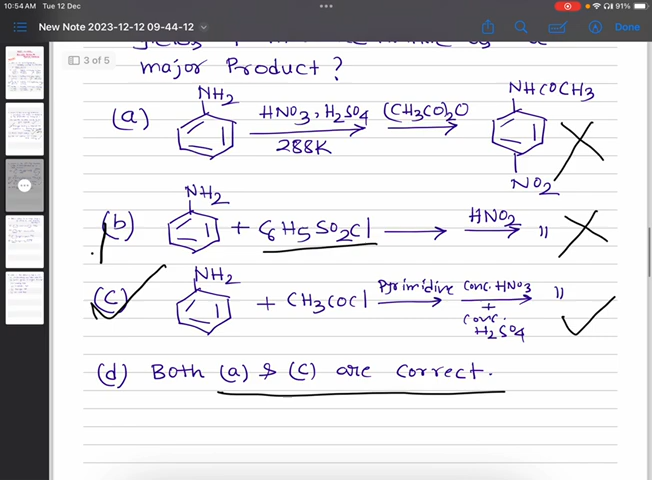 10:54 AM Tue 12 Dec
91%
New Note 2023-12-12 09-44-12
Done
3 of 5
major Product ?
(a) NH2 HNO3, H2SO4 288K (CH3CO)2O NHCOCH3 NO2
(b) NH2 + C6H5SO2Cl HNO2 "
(c) NH2 + CH3COCl Pyrimidine Conc. HNO3 + Conc. H2SO4 "
(d) Both (a) & (c) are correct.